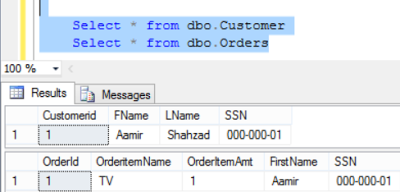 Select * from dbo.Customer
Select * from dbo.Orders
100 %
Results Messages
Customerid FName LName SSN
1 1 Aamir Shahzad 000-000-01
OrderId OrderitemName OrderItemAmt FirstName SSN
1 1 TV 1 Aamir 000-000-01